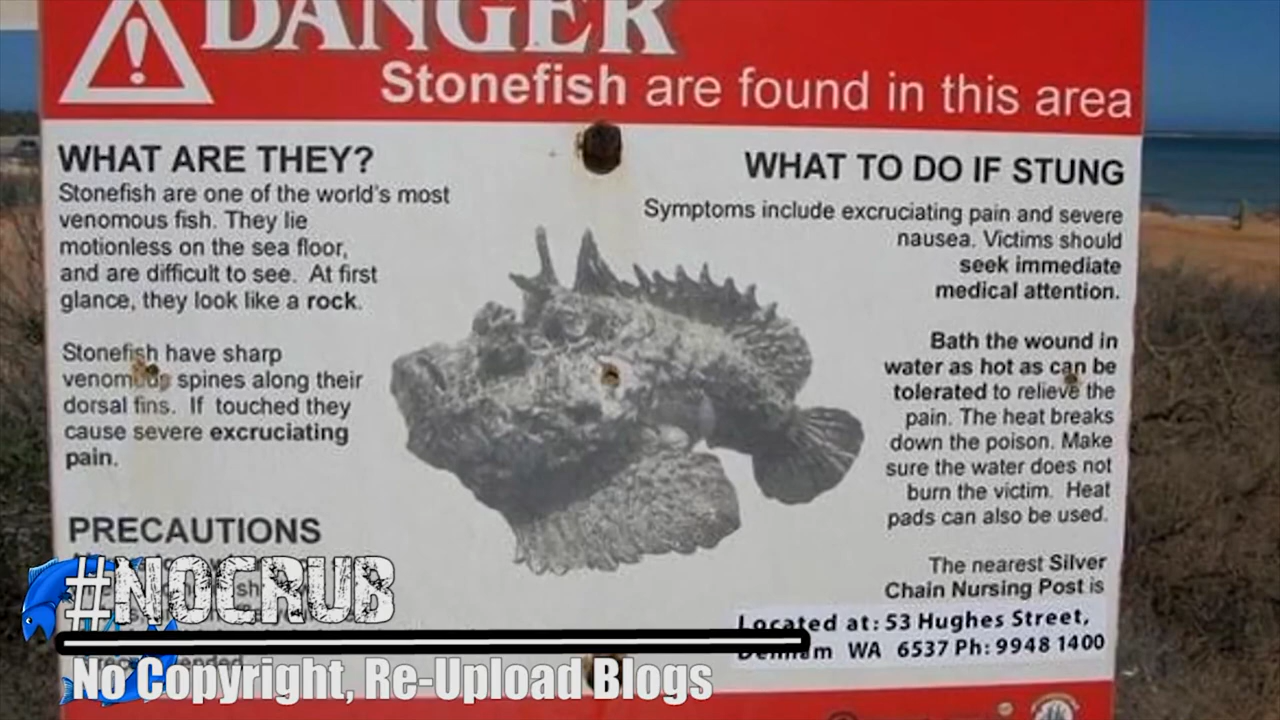 DANGER
Stonefish are found in this area
WHAT ARE THEY?
Stonefish are one of the world's most
venomous fish. They lie
motionless on the sea floor,
and are difficult to see. At first
glance, they look like a rock.
Stonefish have sharp
venomous spines along their
dorsal fins. If touched they
cause severe excruciating
pain.
PRECAUTIONS
WHAT TO DO IF STUNG
Symptoms include excruciating pain and severe
nausea. Victims should
seek immediate
medical attention.
Bath the wound in
water as hot as can be
tolerated to relieve the
pain. The heat breaks
down the poison. Make
sure the water does not
burn the victim. Heat
pads can also be used.
The nearest Silver
Chain Nursing Post is
Located at: 53 Hughes Street,
Denham WA 6537 Ph: 9948 1400
#NOCRUB
No Copyright, Re-Upload Blogs